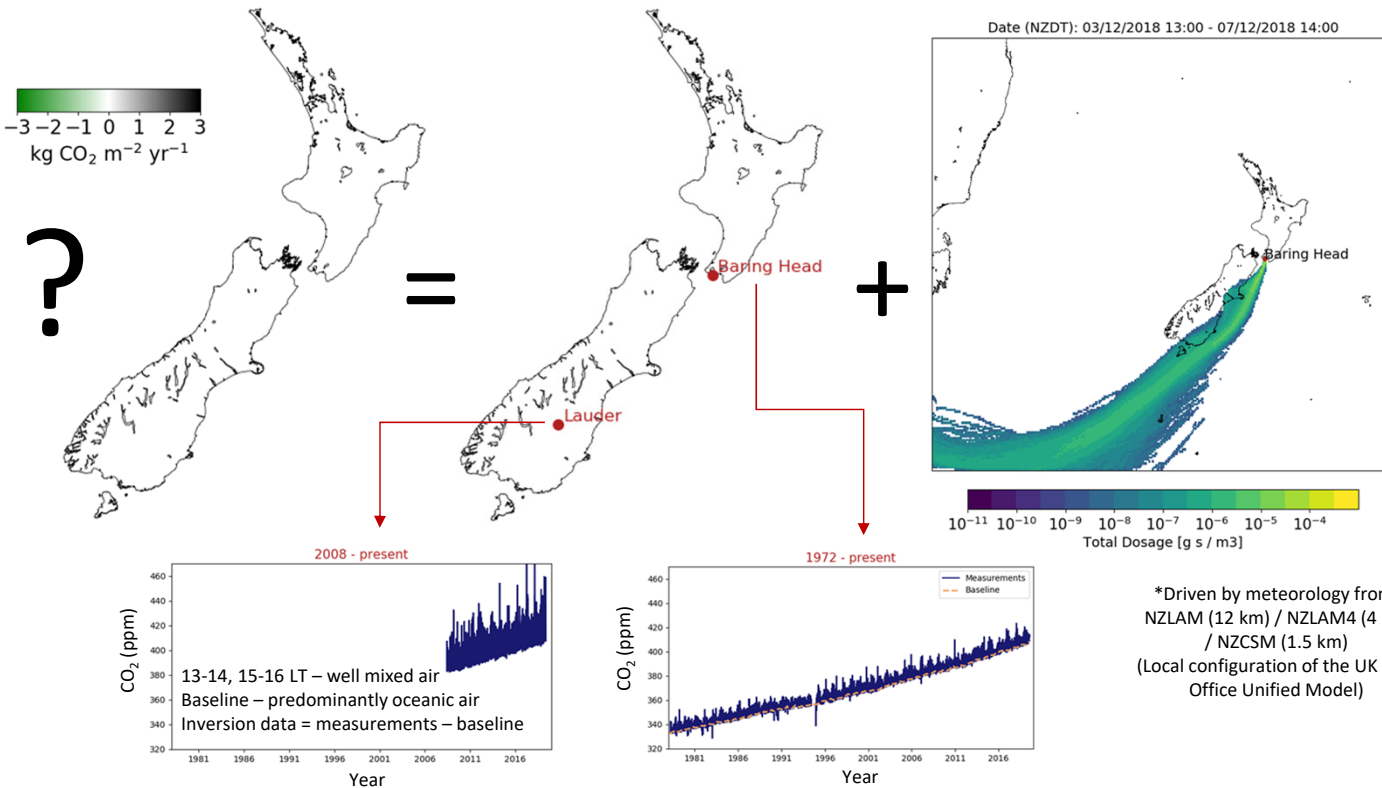 Date (NZDT): 03/12/2018 13:00 - 07/12/2018 14:00
−3 −2 −1 0 1 2 3
kg CO₂ m⁻² yr⁻¹
?
=
+
Baring Head
Lauder
Baring Head
10⁻¹¹ 10⁻¹⁰ 10⁻⁹ 10⁻⁸ 10⁻⁷ 10⁻⁶ 10⁻⁵ 10⁻⁴
Total Dosage [g s / m3]
2008 - present
CO₂ (ppm)
460
440
420
400
380
360
340
320
13-14, 15-16 LT – well mixed air
Baseline – predominantly oceanic air
Inversion data = measurements – baseline
1981 1986 1991 1996 2001 2006 2011 2016
Year
1972 - present
Measurements
Baseline
CO₂ (ppm)
460
440
420
400
380
360
340
320
1981 1986 1991 1996 2001 2006 2011 2016
Year
*Driven by meteorology
NZLAM (12 km) / NZLAM4 (4
/ NZCSM (1.5 km)
(Local configuration of the UK
Office Unified Model)